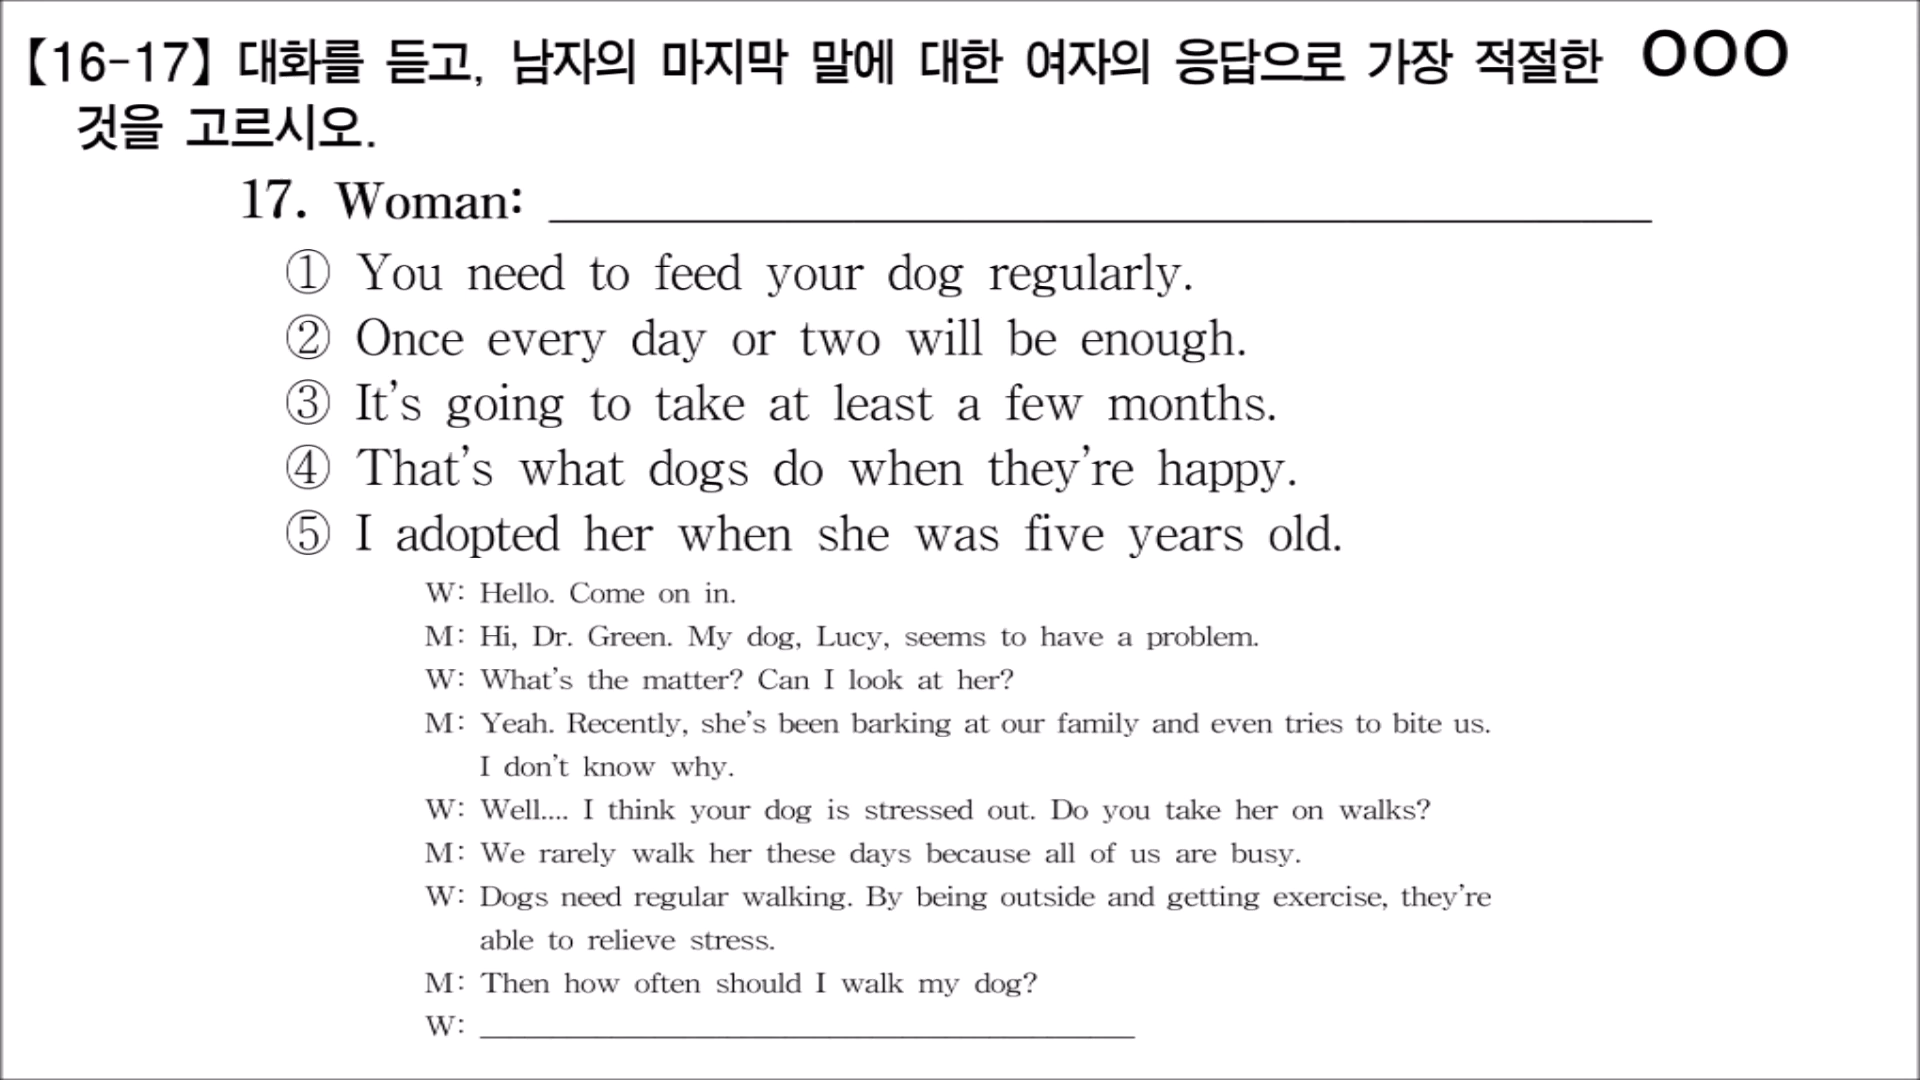 【16-17】 대화를 듣고, 남자의 마지막 말에 대한 여자의 응답으로 가장 적절한 OOO
것을 고르시오.
17. Woman: ____________________
① You need to feed your dog regularly.
② Once every day or two will be enough.
③ It's going to take at least a few months.
④ That's what dogs do when they're happy.
⑤ I adopted her when she was five years old.
W: Hello. Come on in.
M: Hi, Dr. Green. My dog, Lucy, seems to have a problem.
W: What's the matter? Can I look at her?
M: Yeah. Recently, she's been barking at our family and even tries to bite us.
I don't know why.
W: Well.... I think your dog is stressed out. Do you take her on walks?
M: We rarely walk her these days because all of us are busy.
W: Dogs need regular walking. By being outside and getting exercise, they're
able to relieve stress.
M: Then how often should I walk my dog?
W: ____________________